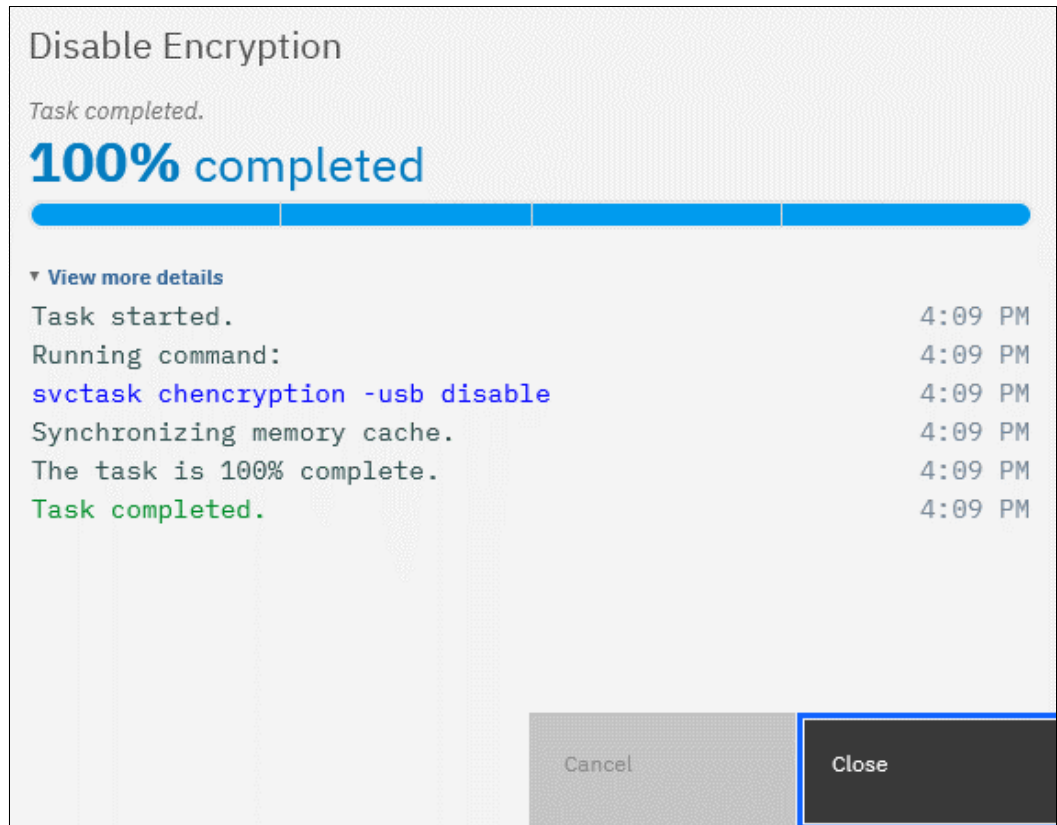 Disable Encryption
Task completed.
100% completed
▼ View more details
Task started. 4:09 PM
Running command: 4:09 PM
svctask chencryption -usb disable 4:09 PM
Synchronizing memory cache. 4:09 PM
The task is 100% complete. 4:09 PM
Task completed. 4:09 PM
Cancel Close